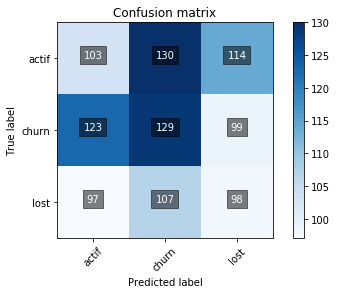 Confusion matrix
actif
103
130
114
churn
123
129
99
lost
97
107
98
actif
churn
lost
True label
Predicted label
130
125
120
115
110
105
100